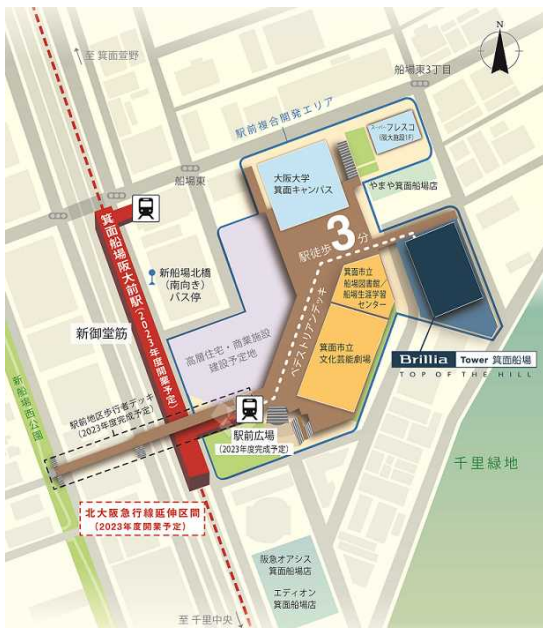 N
至 箕面萱野
船場東3丁目
駅前複合開発エリア
スーパーフレスコ
(阪大施設1F)
大阪大学
箕面キャンパス
船場東
やまや箕面船場店
駅徒歩3分
箕面船場阪大前駅(2023年度開業予定)
新船場北橋
(南向き)
バス停
箕面市立
船場図書館/
船場生涯学習
センター
新御堂筋
ペデストリアンデッキ
高層住宅・商業施設
建設予定地
箕面市立
文化芸能劇場
Brillia Tower 箕面船場
TOP OF THE HILL
新船場西公園
駅前地区歩行者デッキ
(2023年度完成予定)
駅前広場
(2023年度完成予定)
千里緑地
北大阪急行線延伸区間
(2023年度開業予定)
阪急オアシス
箕面船場店
エディオン
箕面船場店
至 千里中央